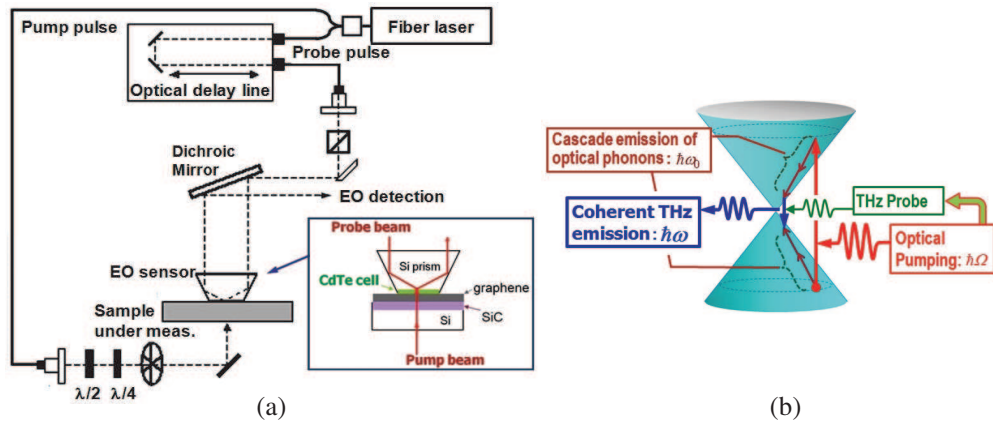 Pump pulse
Fiber laser
Probe pulse
Optical delay line
Dichroic
Mirror
EO detection
EO sensor
Sample
under meas.
λ/2 λ/4
Probe beam
Si prism
CdTe cell
graphene
SiC
Si
Pump beam
(a)
Cascade emission of
optical phonons : ℏω₀
Coherent THz
emission : ℏω
THz Probe
Optical
Pumping: ℏΩ
(b)